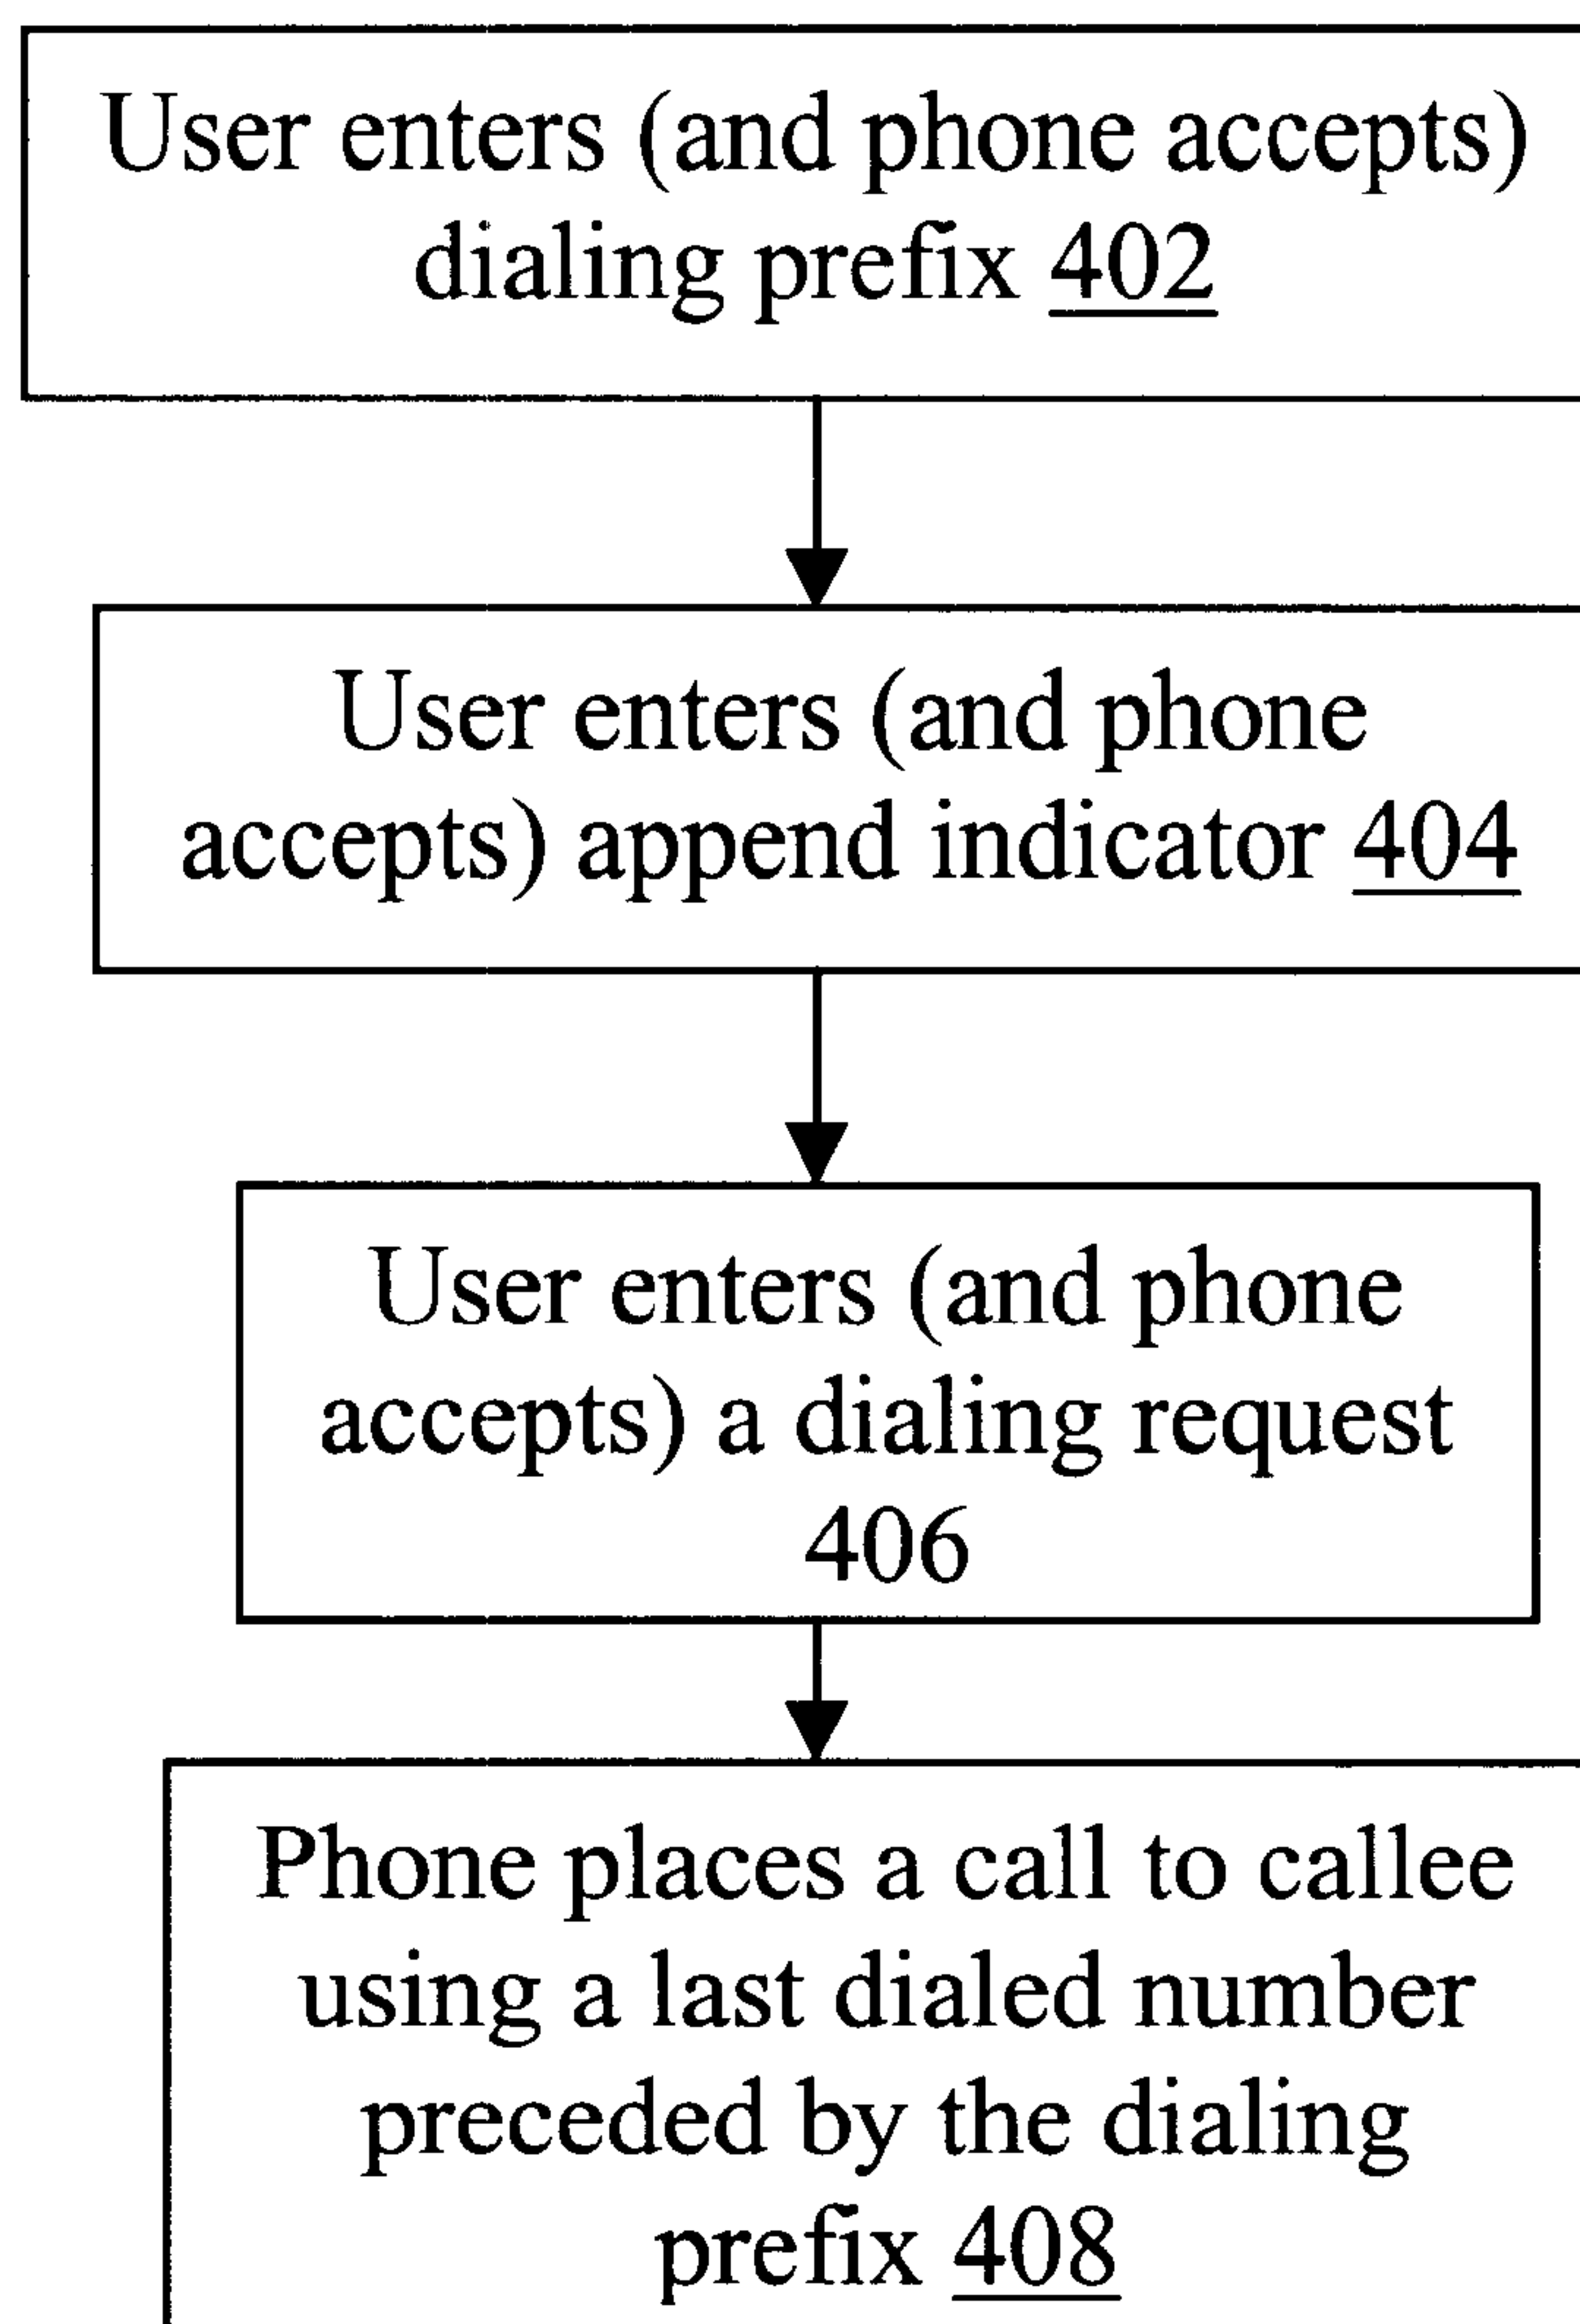 User enters (and phone accepts)
dialing prefix 402
User enters (and phone
accepts) append indicator 404
User enters (and phone
accepts) a dialing request
406
Phone places a call to callee
using a last dialed number
preceded by the dialing
prefix 408